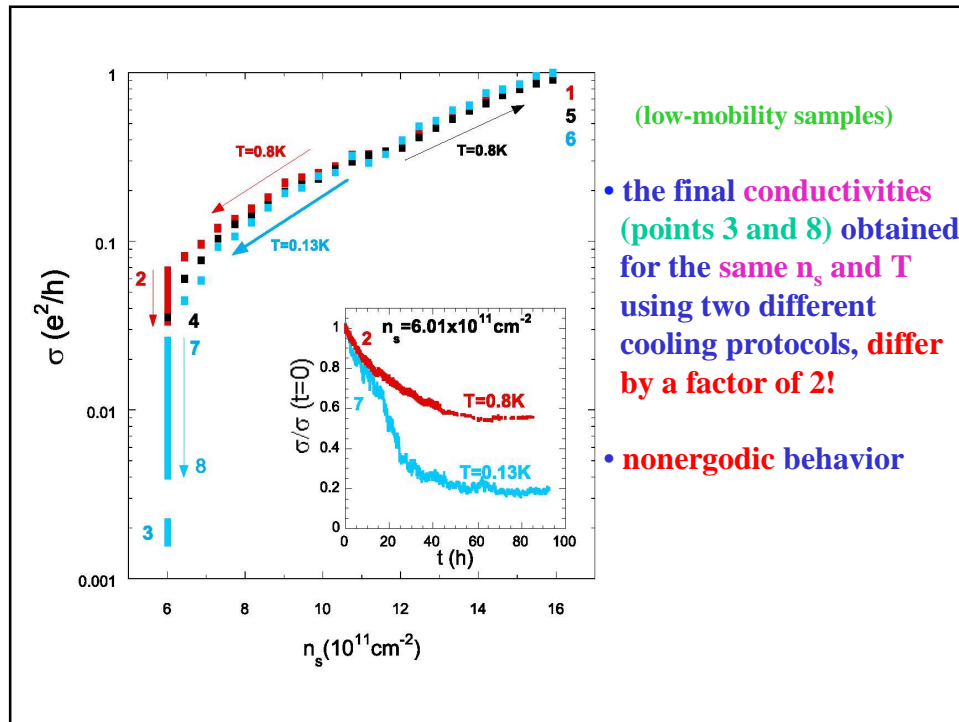 1
0.1
0.01
0.001
σ (e²/h)
6
8
10
12
14
16
nₛ(10¹¹cm⁻²)
T=0.8K
T=0.8K
T=0.13K
1
5
6
2
4
7
8
3
nₛ=6.01x10¹¹cm⁻²
2
T=0.8K
7
T=0.13K
σ/σ (t=0)
1
0.8
0.6
0.4
0.2
0
0
20
40
60
80
100
t (h)
(low-mobility samples)
• the final conductivities
(points 3 and 8) obtained
for the same nₛ and T
using two different
cooling protocols, differ
by a factor of 2!
• nonergodic behavior